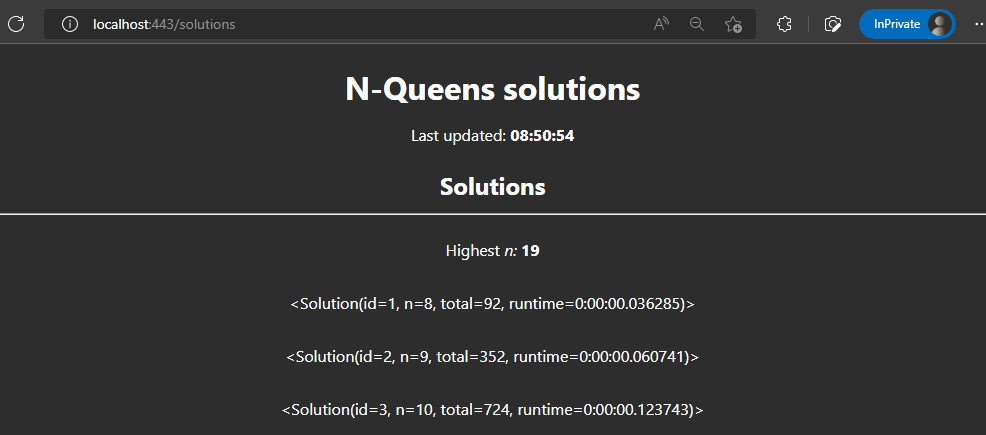 localhost:443/solutions
InPrivate
N-Queens solutions
Last updated: 08:50:54
Solutions
Highest n: 19
<Solution(id=1, n=8, total=92, runtime=0:00:00.036285)>
<Solution(id=2, n=9, total=352, runtime=0:00:00.060741)>
<Solution(id=3, n=10, total=724, runtime=0:00:00.123743)>